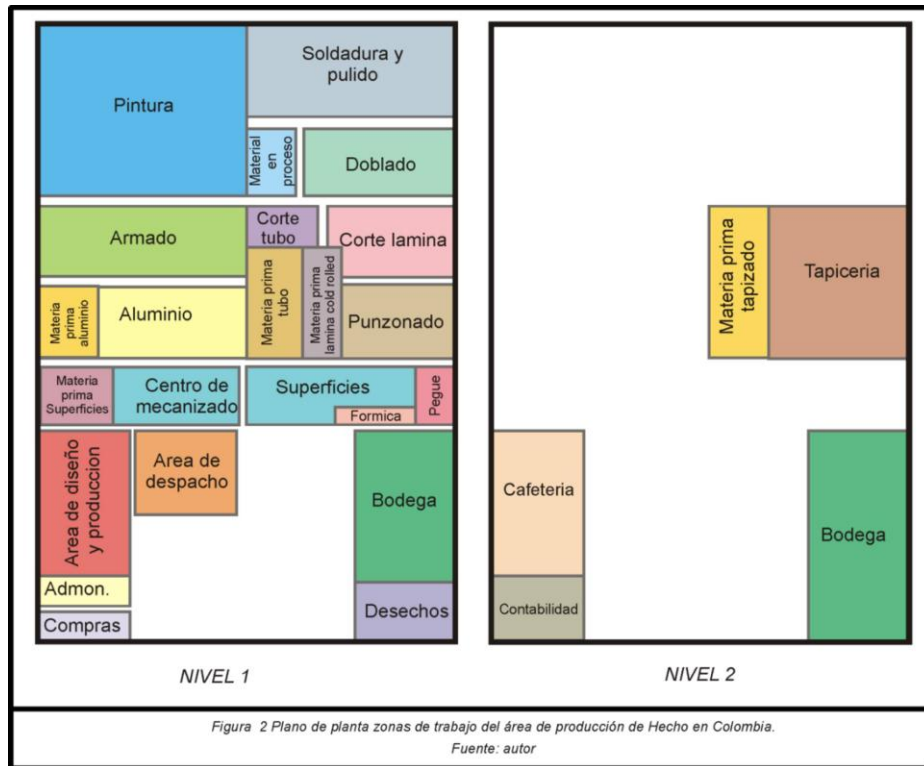 Pintura
Soldadura y
pulido
Material
en
proceso
Doblado
Armado
Corte
tubo
Corte lamina
Materia
prima
aluminio
Aluminio
Materia prima
tubo
Materia prima
lamina cold rolled
Punzonado
Materia
prima
Superficies
Centro de
mecanizado
Superficies
Formica
Pegue
Area de diseño
y produccion
Area de
despacho
Bodega
Admon.
Compras
Desechos
NIVEL 1
Materia prima
tapizado
Tapiceria
Cafeteria
Contabilidad
Bodega
NIVEL 2
Figura 2 Plano de planta zonas de trabajo del área de producción de Hecho en Colombia.
Fuente: autor